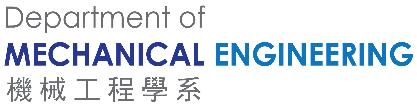 Department of
MECHANICAL ENGINEERING
機械工程學系